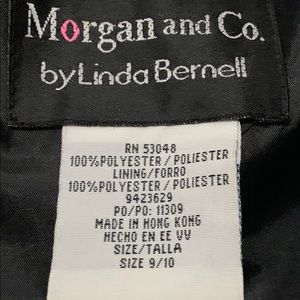 Morgan and Co.
by Linda Bernell
RN 53048
100%POLYESTER / POLIESTER
LINING/FORRO
100%POLYESTER / POLIESTER
9423629
PO/PO: 11309
MADE IN HONG KONG
HECHO EN EE VV
SIZE/TALLA
SIZE 9/10